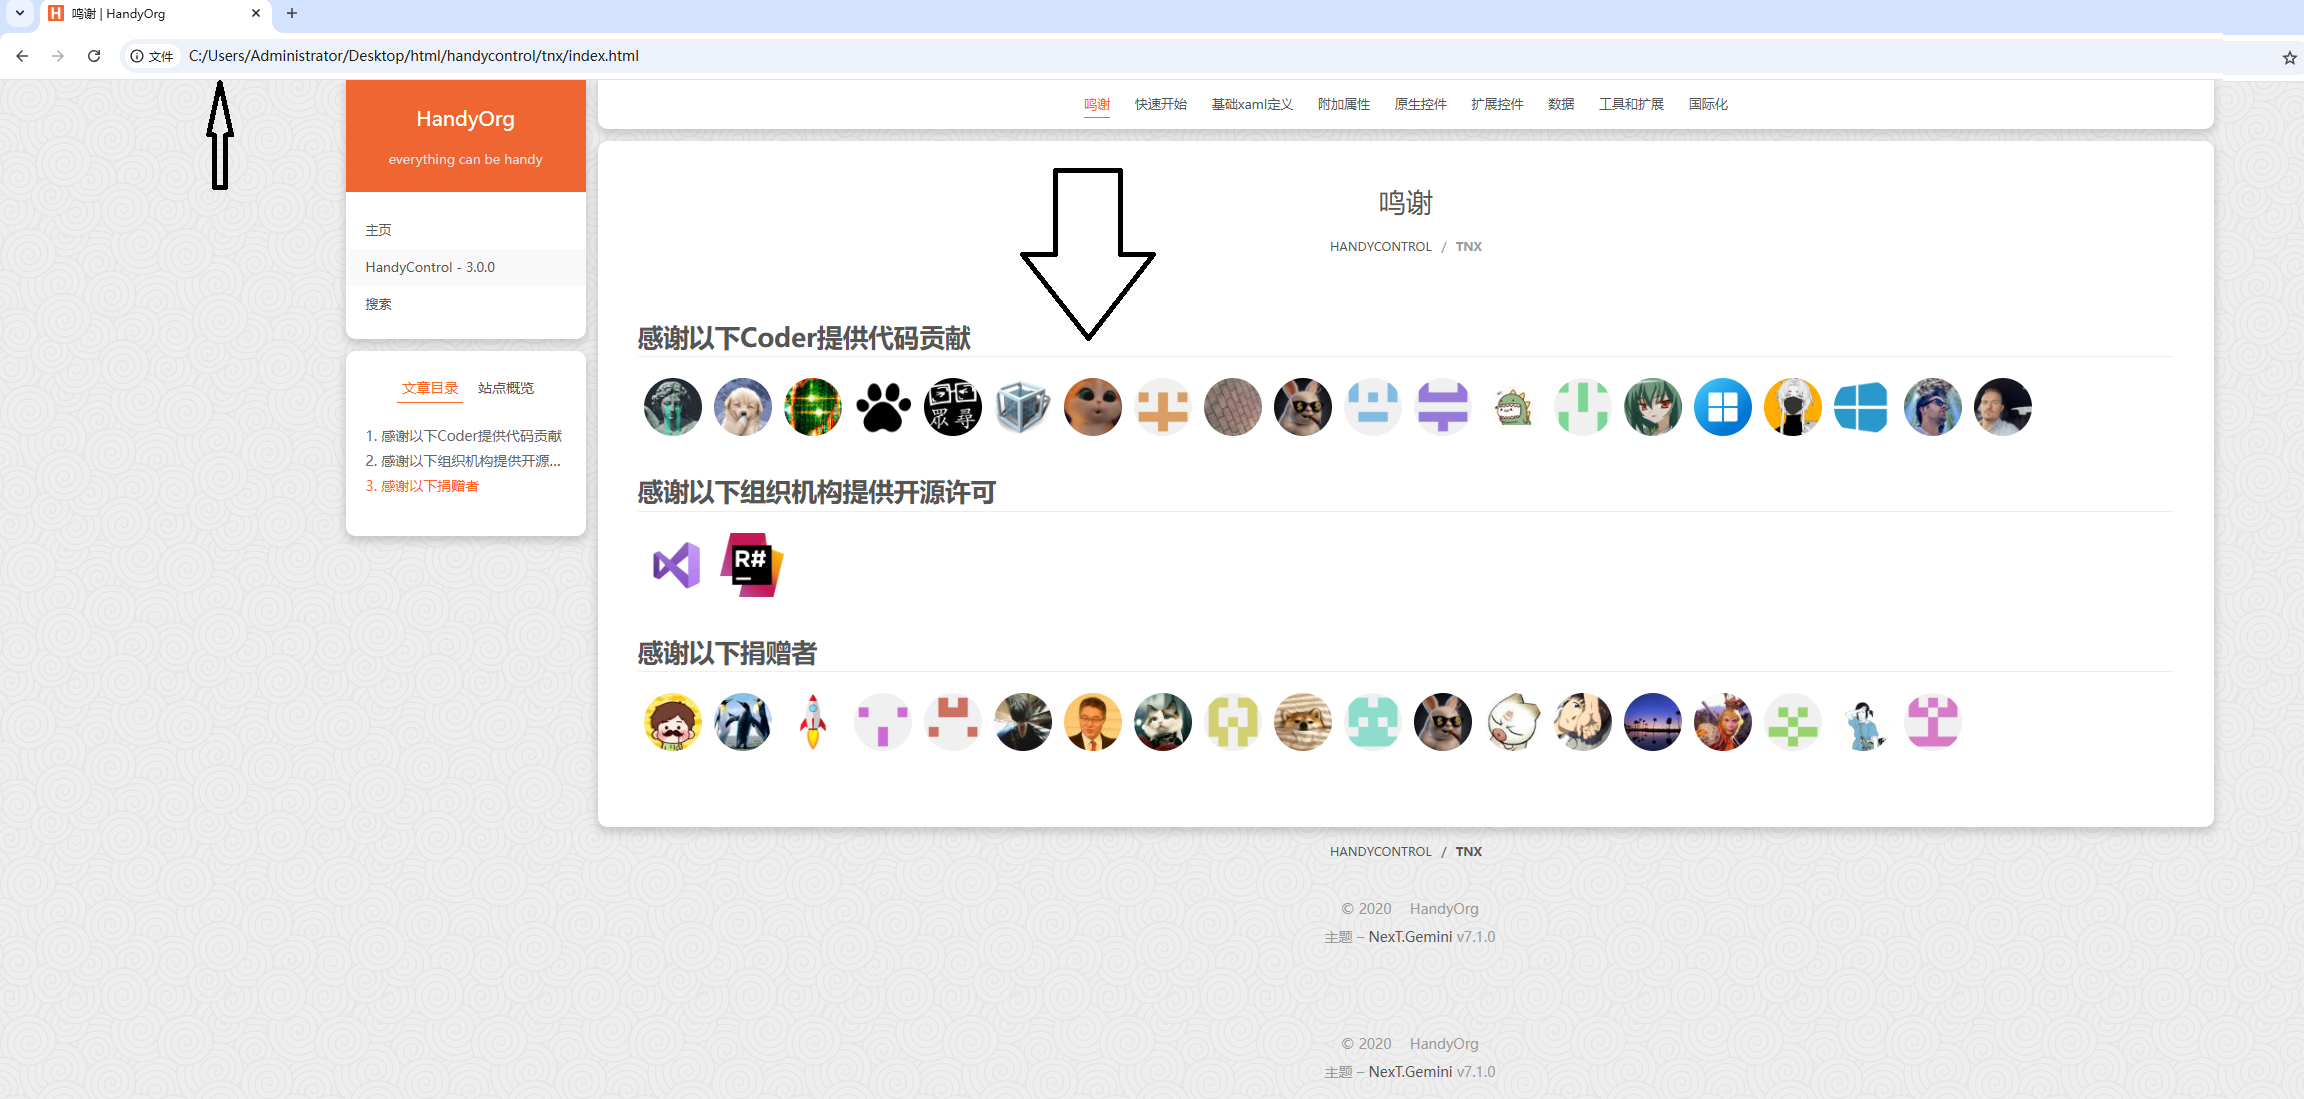 鸣谢 | HandyOrg
文件 C:/Users/Administrator/Desktop/html/handycontrol/tnx/index.html
HandyOrg
everything can be handy
主页
HandyControl - 3.0.0
搜索
文章目录 站点概览
1. 感谢以下Coder提供代码贡献
2. 感谢以下组织机构提供开源...
3. 感谢以下捐赠者
鸣谢 快速开始 基础xaml定义 附加属性 原生控件 扩展控件 数据 工具和扩展 国际化
鸣谢
HANDYCONTROL / TNX
感谢以下Coder提供代码贡献
眾尋
感谢以下组织机构提供开源许可
R#
感谢以下捐赠者
HANDYCONTROL / TNX
© 2020 HandyOrg
主题 – NexT.Gemini v7.1.0
© 2020 HandyOrg
主题 – NexT.Gemini v7.1.0